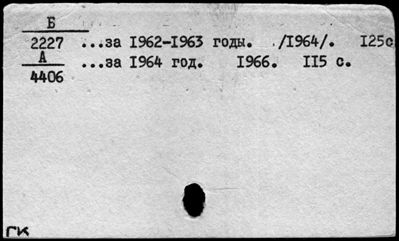 Б
2227 ...за 1962-1963 годы. /1964/. 125с
А
4406 ...за 1964 год. 1966. 115 с.
ГК